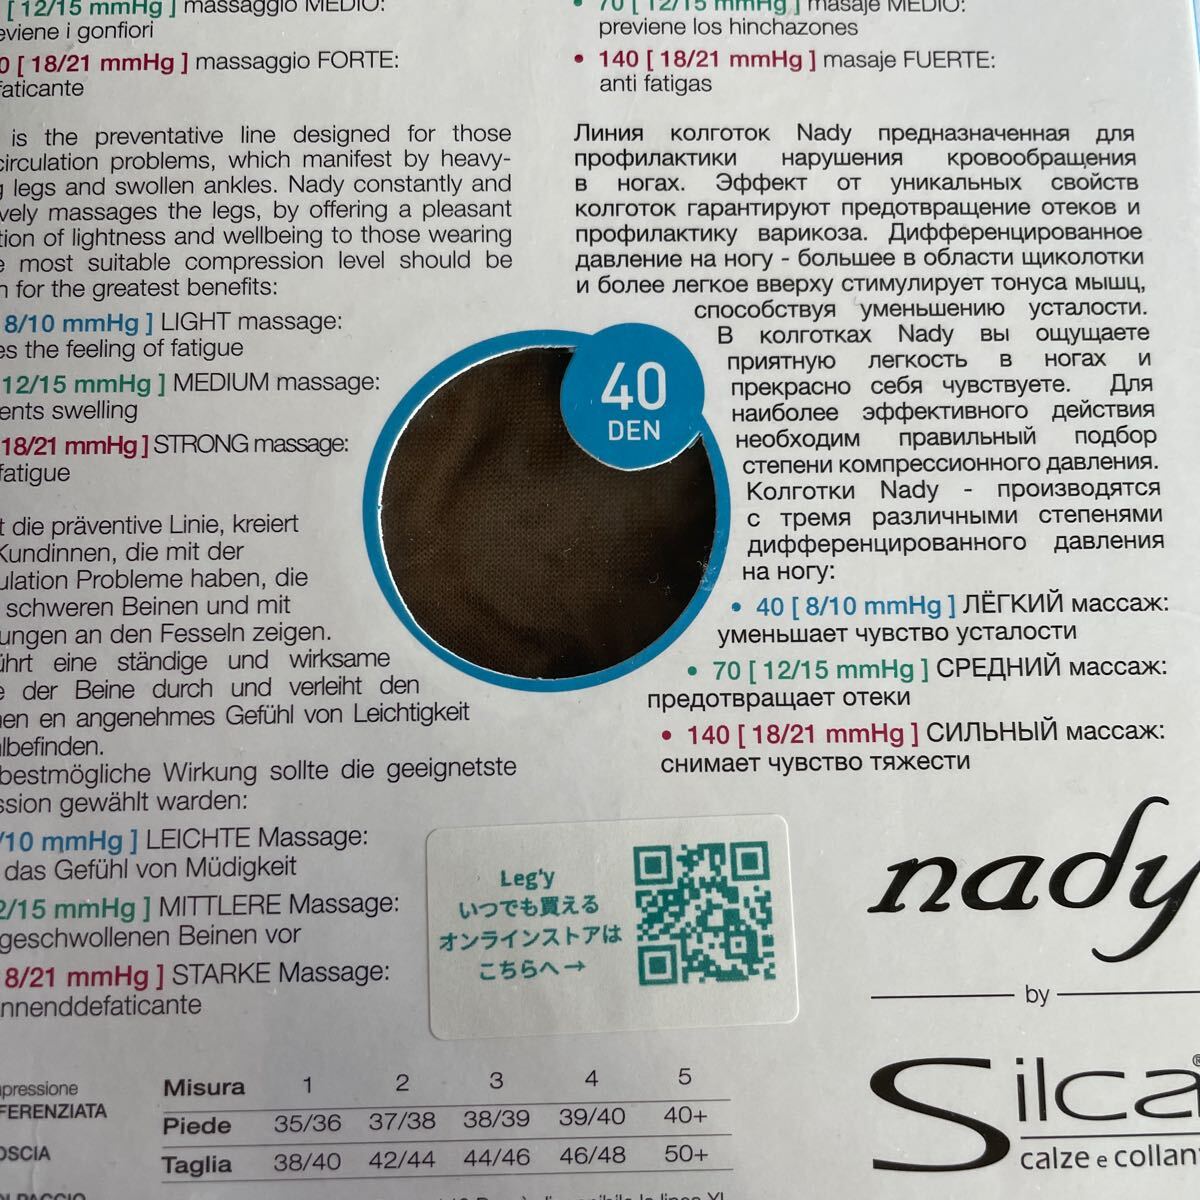 [ 12/15 mmHg ] massaggio MEDIO:
i gonfiori
[ 18/21 mmHg ] massaggio FORTE:
• 70 [ 12/15 mmHg ] masaje MEDIO:
previene los hinchazones
• 140 [ 18/21 mmHg ] masaje FUERTE:
anti fatigas
is the preventative line designed for those
circulation problems, which manifest by heavy-
legs and swollen ankles. Nady constantly and
massages the legs, by offering a pleasant
of lightness and wellbeing to those wearing
most suitable compression level should be
for the greatest benefits:
8/10 mmHg ] LIGHT massage:
the feeling of fatigue
12/15 mmHg ] MEDIUM massage:
swelling
18/21 mmHg ] STRONG massage:
fatigue
die präventive Linie, kreiert
Kundinnen, die mit der
Probleme haben, die
schweren Beinen und mit
an den Fesseln zeigen.
eine ständige und wirksame
der Beine durch und verleiht den
en angenehmes Gefühl von Leichtigkeit
bestmögliche Wirkung sollte die geeignetste
gewählt warden:
/10 mmHg ] LEICHTE Massage:
das Gefühl von Müdigkeit
2/15 mmHg ] MITTLERE Massage:
geschwollenen Beinen vor
8/21 mmHg ] STARKE Massage:
Линия колготок Nady предназначенная для
профилактики нарушения кровообращения
в ногах. Эффект от уникальных свойств
колготок гарантируют предотвращение отеков и
профилактику варикоза. Дифференцированное
давление на ногу - большее в области щиколотки
и более легкое вверху стимулирует тонуса мышц,
способствуя уменьшению усталости.
В колготках Nady вы ощущаете
приятную легкость в ногах и
прекрасно себя чувствуете. Для
наиболее эффективного действия
необходим правильный подбор
степени компрессионного давления.
Колготки Nady - производятся
с тремя различными степенями
дифференцированного давления
на ногу:
• 40 [ 8/10 mmHg ] ЛЁГКИЙ массаж:
уменьшает чувство усталости
• 70 [ 12/15 mmHg ] СРЕДНИЙ массаж:
предотвращает отеки
• 140 [ 18/21 mmHg ] СИЛЬНЫЙ массаж:
снимает чувство тяжести
40
DEN
Leg'y
いつでも買える
オンラインストアは
こちらへ→
nady
by
Silca®
calze e collant
Misura 1 2 3 4 5
Piede 35/36 37/38 38/39 39/40 40+
Taglia 38/40 42/44 44/46 46/48 50+